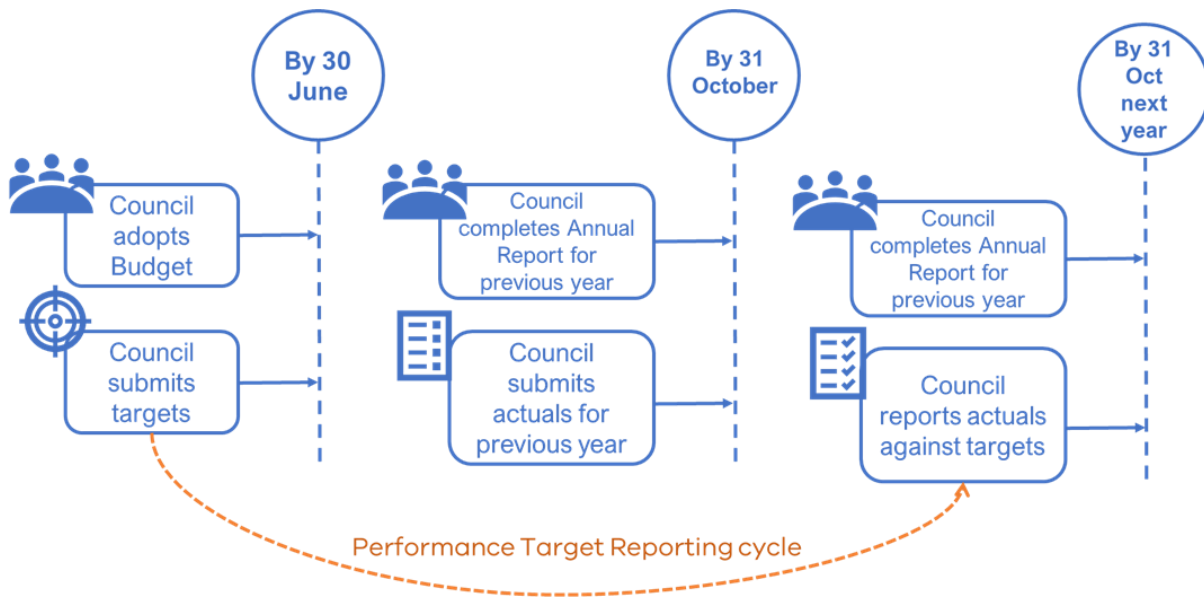 By 30
June
By 31
October
By 31
Oct
next
year
Council
adopts
Budget
Council
completes Annual
Report for
previous year
Council
completes Annual
Report for
previous year
Council
submits
targets
Council
submits
actuals for
previous year
Council
reports actuals
against targets
Performance Target Reporting cycle